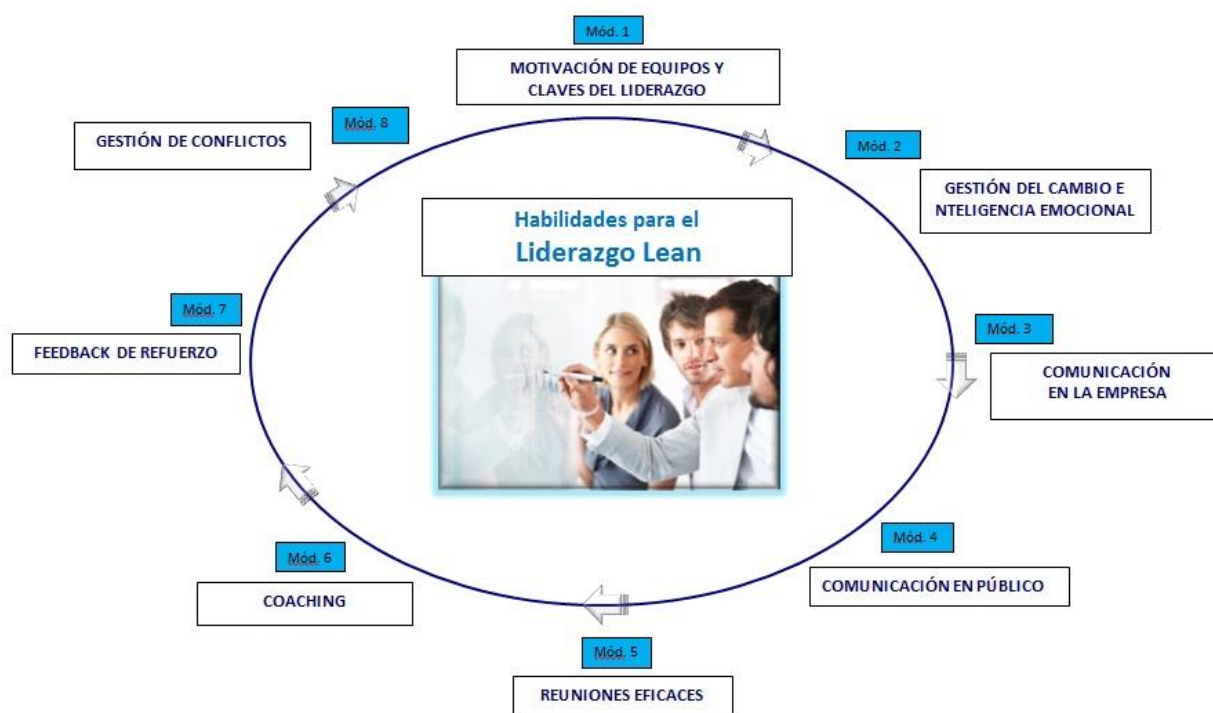 Mód. 1
MOTIVACIÓN DE EQUIPOS Y
CLAVES DEL LIDERAZGO
Mód. 2
GESTIÓN DEL CAMBIO E
NTELIGENCIA EMOCIONAL
Mód. 3
COMUNICACIÓN
EN LA EMPRESA
Mód. 4
COMUNICACIÓN EN PÚBLICO
Mód. 5
REUNIONES EFICACES
Mód. 6
COACHING
Mód. 7
FEEDBACK DE REFUERZO
Mód. 8
GESTIÓN DE CONFLICTOS
Habilidades para el
Liderazgo Lean